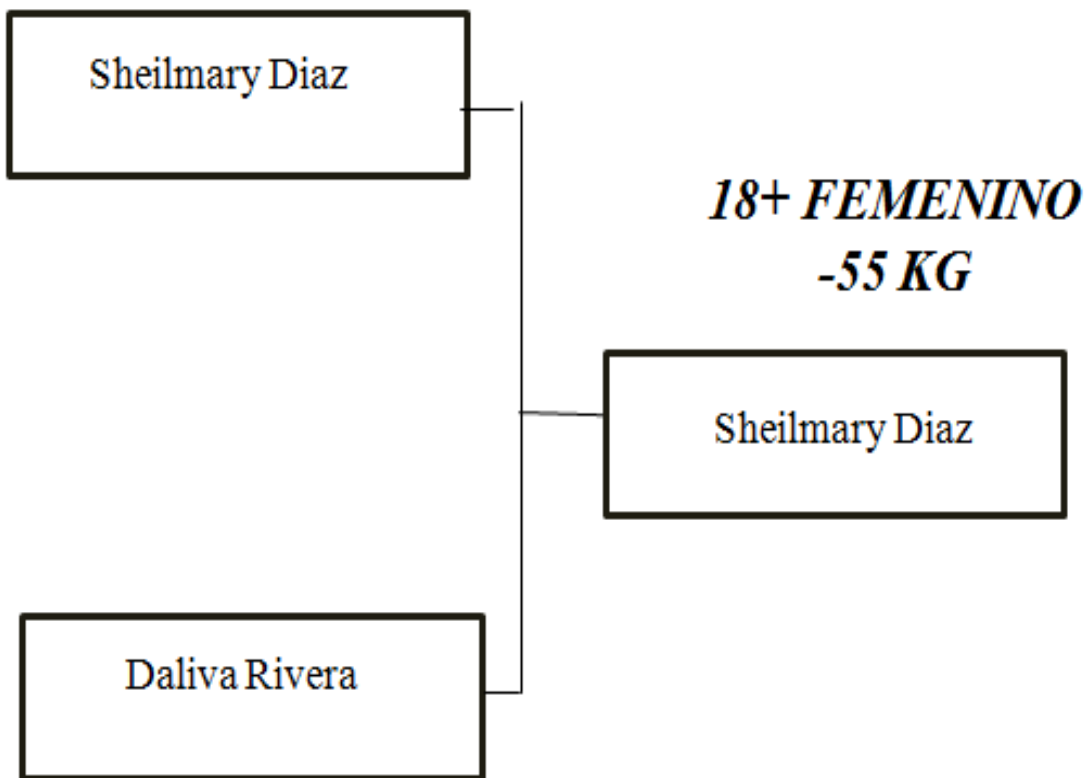 Sheilmary Diaz
18+ FEMENINO
-55 KG
Sheilmary Diaz
Daliva Rivera